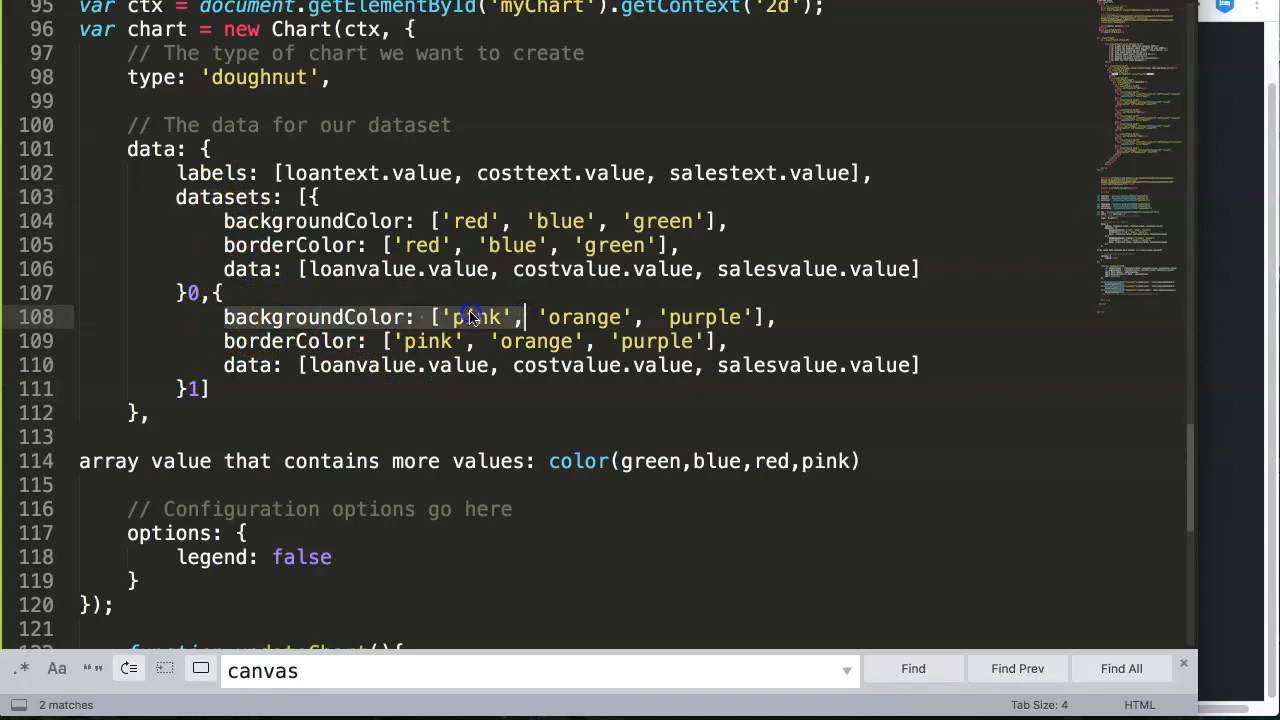 95 var ctx = document.getElementById('myChart').getContext('2d');
96 var chart = new Chart(ctx, {
97 // The type of chart we want to create
98 type: 'doughnut',
99
100 // The data for our dataset
101 data: {
102 labels: [loantext.value, costtext.value, salestext.value],
103 datasets: [{
104 backgroundColor: ['red', 'blue', 'green'],
105 borderColor: ['red', 'blue', 'green'],
106 data: [loanvalue.value, costvalue.value, salesvalue.value]
107 }0,{
108 backgroundColor: ['pink', 'orange', 'purple'],
109 borderColor: ['pink', 'orange', 'purple'],
110 data: [loanvalue.value, costvalue.value, salesvalue.value]
111 }1]
112 },
113
114 array value that contains more values: color(green,blue,red,pink)
115
116 // Configuration options go here
117 options: {
118 legend: false
119 }
120 });
121
function updateChart(){
.* Aa "" canvas Find Find Prev Find All
2 matches Tab Size: 4 HTML